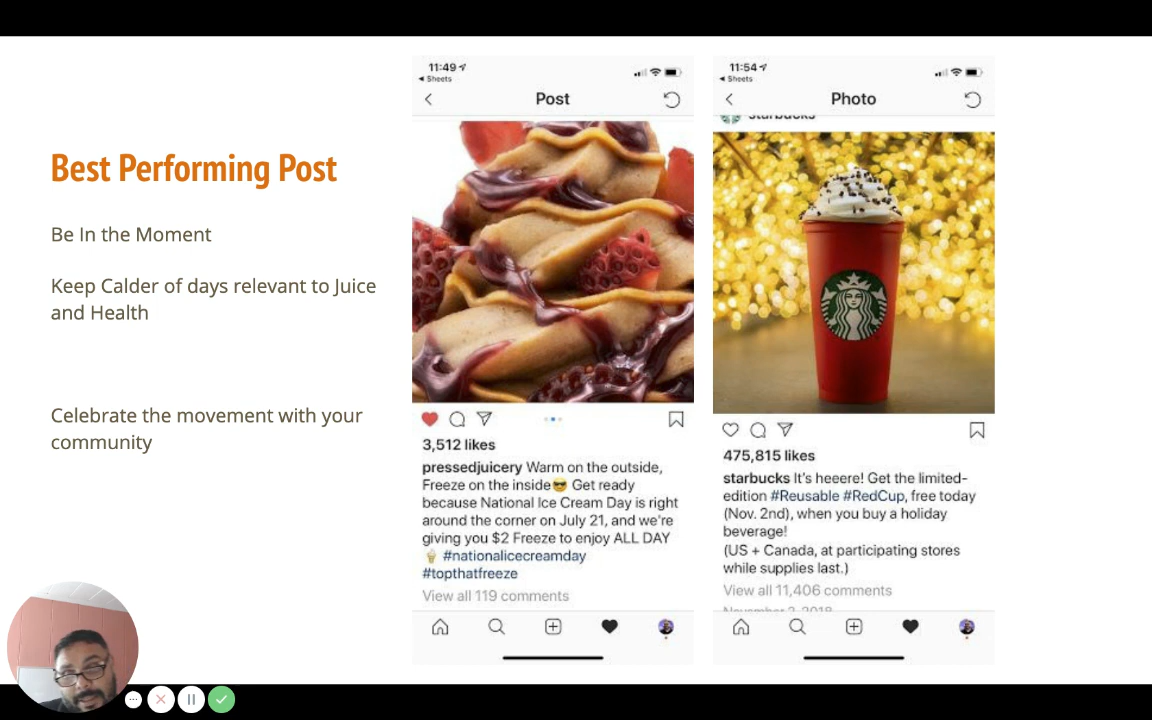 Best Performing Post
Be In the Moment
Keep Calder of days relevant to Juice
and Health
Celebrate the movement with your
community
11:49
Sheets
Post
3,512 likes
pressedjuicery Warm on the outside,
Freeze on the inside😎 Get ready
because National Ice Cream Day is right
around the corner on July 21, and we're
giving you $2 Freeze to enjoy ALL DAY
🍦 #nationalicecreamday
#topthatfreeze
View all 119 comments
11:54
Sheets
Photo
starbucks
475,815 likes
starbucks It's heeere! Get the limited-
edition #Reusable #RedCup, free today
(Nov. 2nd), when you buy a holiday
beverage!
(US + Canada, at participating stores
while supplies last.)
View all 11,406 comments
November 2, 2018